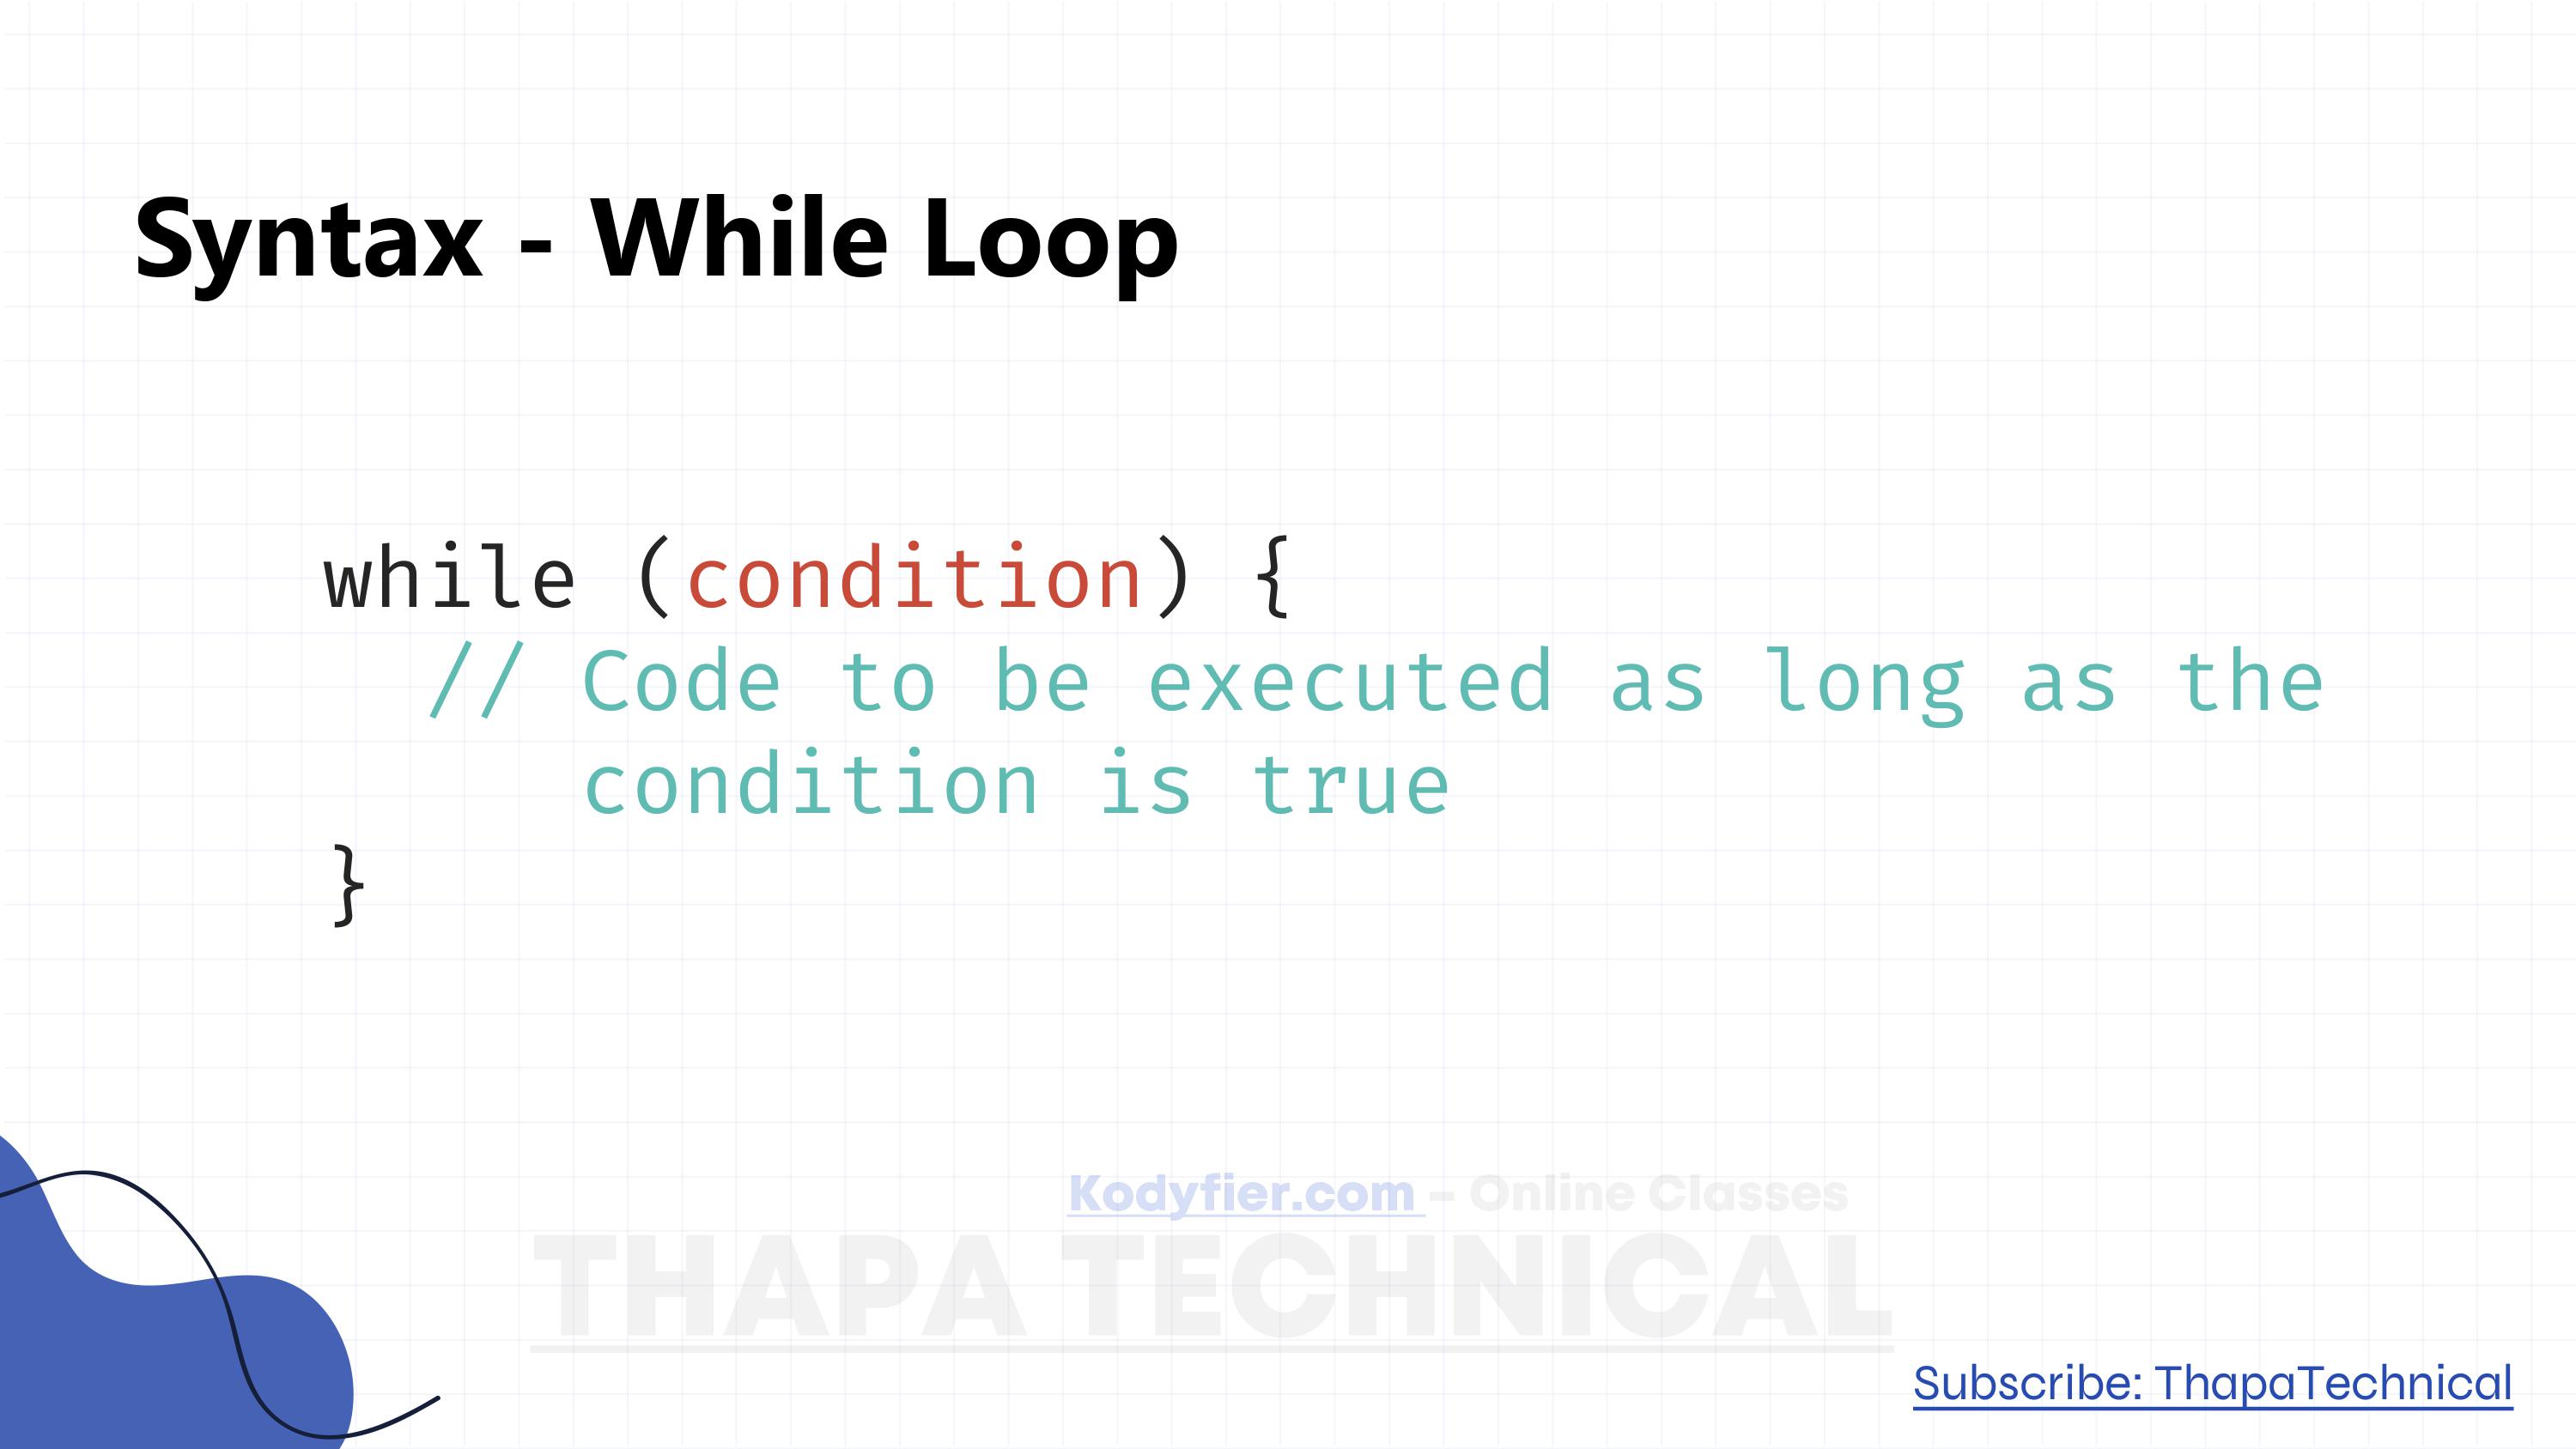 Syntax - While Loop
while (condition) {
// Code to be executed as long as the
condition is true
}
Kodyfier.com - Online Classes
THAPA TECHNICAL
Subscribe: ThapaTechnical